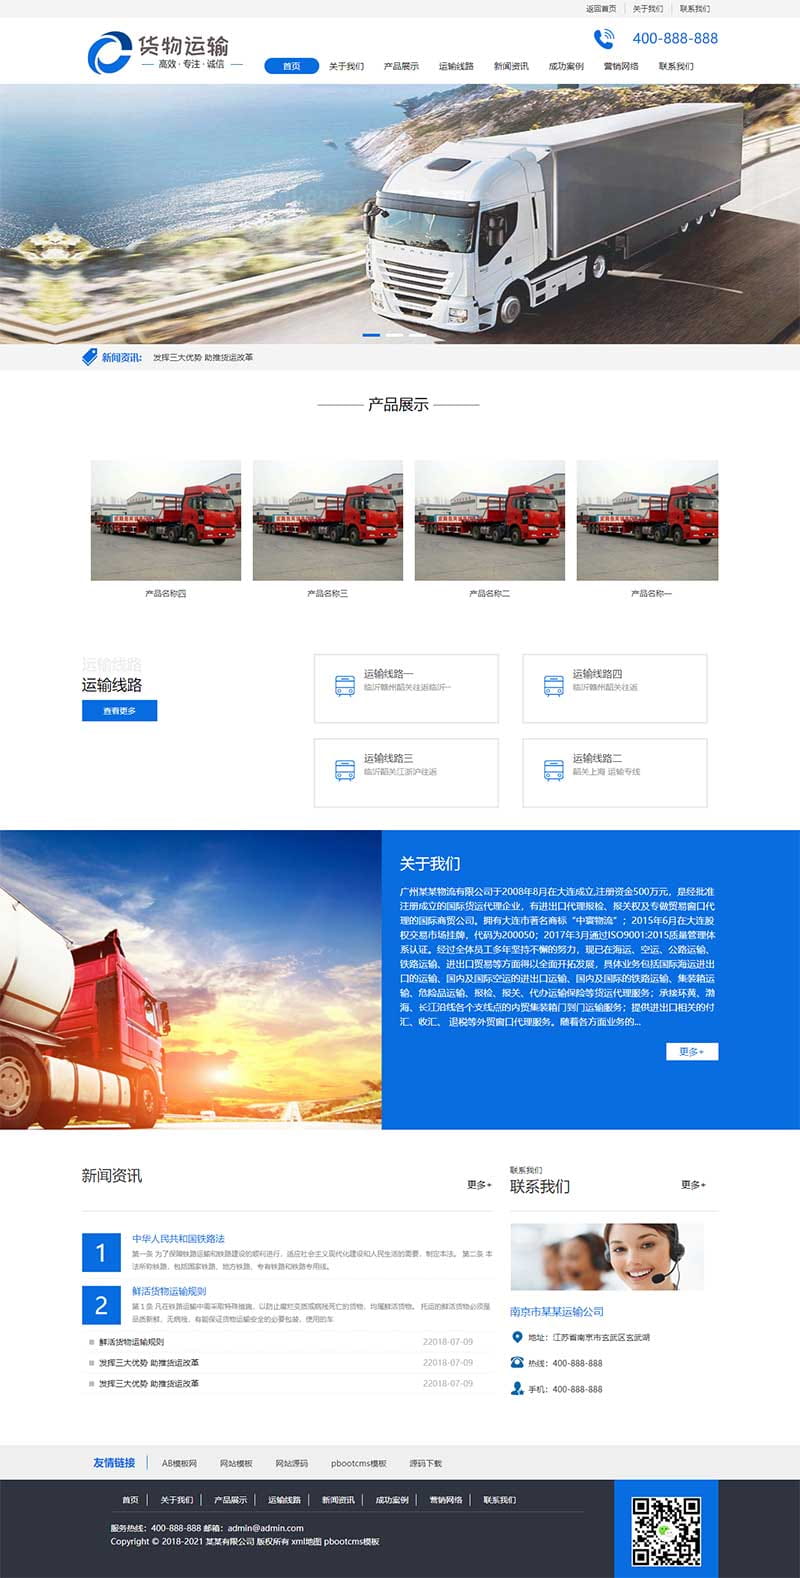 返回首页 关于我们 联系我们
货物运输
高效·专注·诚信
400-888-888
首页 关于我们 产品展示 运输线路 新闻资讯 成功案例 营销网络 联系我们
新闻资讯: 发挥三大优势 助推货运改革
产品展示
产品名称四 产品名称三 产品名称二 产品名称一
运输线路
运输线路
查看更多
运输线路一
临沂赣州韶关往返临沂一
运输线路四
临沂赣州韶关往返
运输线路三
临沂韶关江浙沪往返
运输线路二
韶关上海 运输专线
关于我们
广州某某物流有限公司于2008年8月在大连成立,注册资金500万元，是经批准
注册成立的国际货运代理企业，有进出口代理报检、报关权及专做贸易窗口代
理的国际商贸公司。拥有大连市著名商标“中寰物流”；2015年6月在大连股
权交易市场挂牌，代码为200050；2017年3月通过ISO9001:2015质量管理体
系认证。经过全体员工多年坚持不懈的努力，现已在海运、空运、公路运输、
铁路运输、进出口贸易等方面得以全面开拓发展，具体业务包括国际海运进出
口的运输、国内及国际空运的进出口运输、国内及国际的铁路运输、集装箱运
输、危险品运输、报检、报关、代办运输保险等货运代理服务；承接环黄、渤
海、长江沿线各个支线点的内贸集装箱门到门运输服务；提供进出口相关的付
汇、收汇、 退税等外贸窗口代理服务。随着各方面业务的...
更多+
新闻资讯
更多+
1
中华人民共和国铁路法
第一条 为了保障铁路运输和铁路建设的顺利进行，适应社会主义现代化建设和人民生活的需要，制定本法。 第二条 本
法所称铁路，包括国家铁路、地方铁路、专有铁路和铁路专用线。
2
鲜活货物运输规则
第 1 条 凡在铁路运输中需采取特殊措施，以防止腐烂变质或病残死亡的货物，均属鲜活货物。 托运的鲜活货物必须是
品质新鲜，无病残，有能保证货物运输安全的必要包装，使用的车
鲜活货物运输规则 22018-07-09
发挥三大优势 助推货运改革 22018-07-09
发挥三大优势 助推货运改革 22018-07-09
联系我们
联系我们
更多+
南京市某某运输公司
地址：江苏省南京市玄武区玄武湖
热线：400-888-888
手机：400-888-888
友情链接 AB模板网 网站模板 网站源码 pbootcms模板 源码下载
首页 关于我们 产品展示 运输线路 新闻资讯 成功案例 营销网络 联系我们
服务热线：400-888-888 邮箱：admin@admin.com
Copyright © 2018-2021 某某有限公司 版权所有 xml地图 pbootcms模板